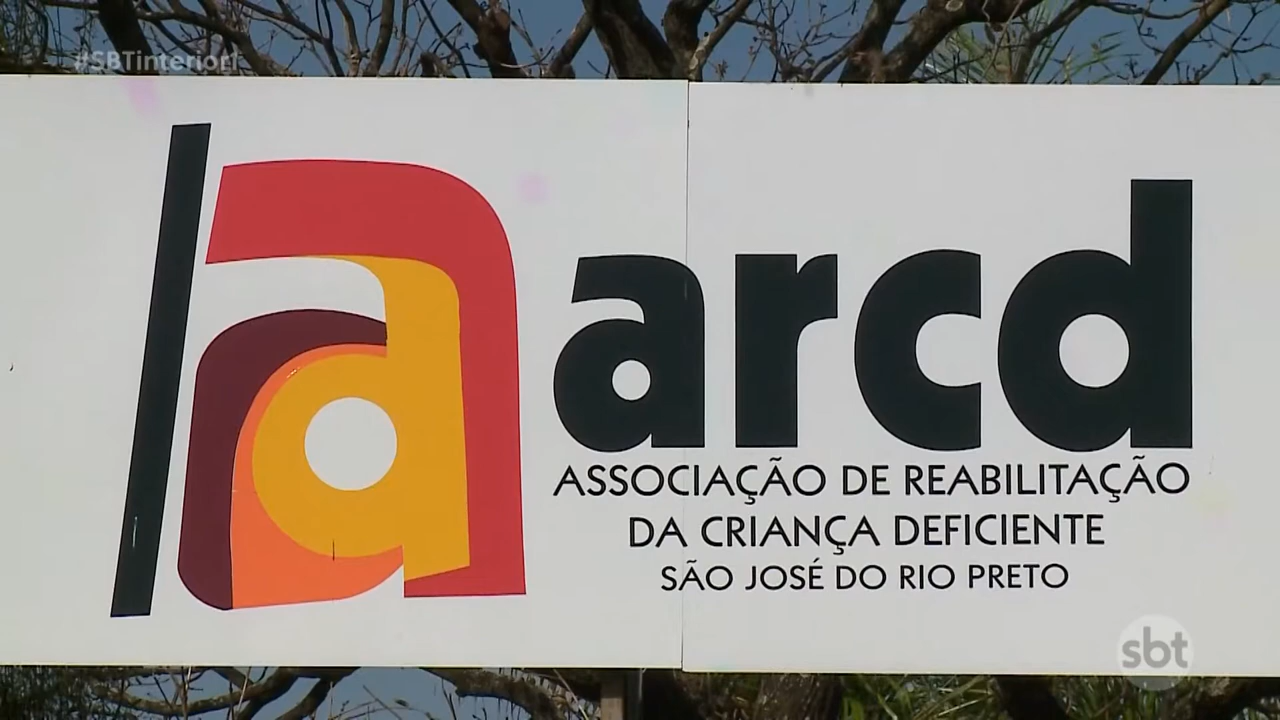 #SBTinterior
arcd
ASSOCIAÇÃO DE REABILITAÇÃO
DA CRIANÇA DEFICIENTE
SÃO JOSÉ DO RIO PRETO
sbt